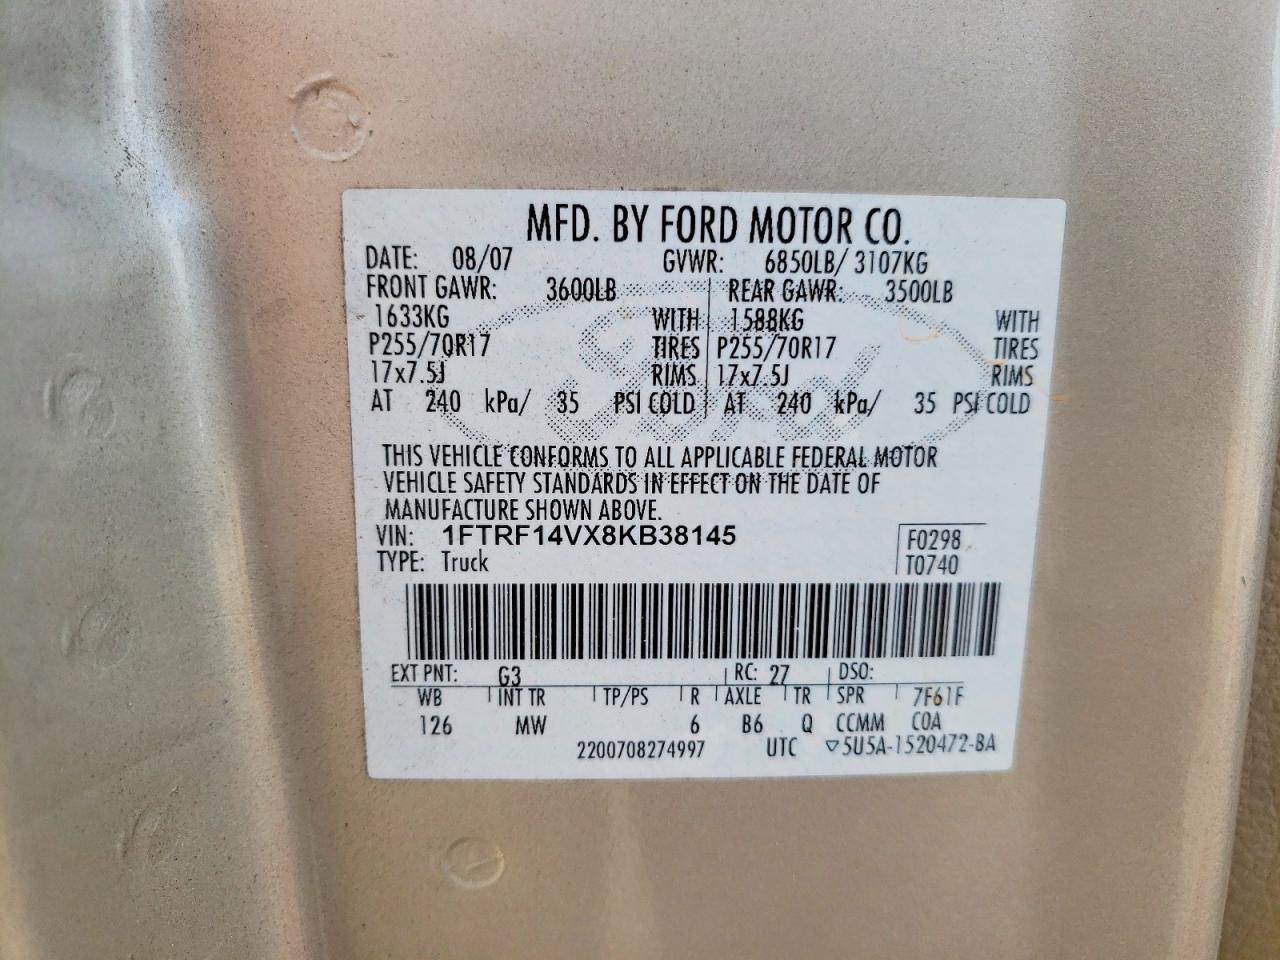 MFD. BY FORD MOTOR CO.
DATE: 08/07 GVWR: 6850LB/ 3107KG
FRONT GAWR: 3600LB REAR GAWR: 3500LB
1633KG WITH 1588KG WITH
P255/70R17 TIRES P255/70R17 TIRES
17x7.5J RIMS 17x7.5J RIMS
AT 240 kPa/ 35 PSI COLD AT 240 kPa/ 35 PSI COLD
Ford
THIS VEHICLE CONFORMS TO ALL APPLICABLE FEDERAL MOTOR
VEHICLE SAFETY STANDARDS IN EFFECT ON THE DATE OF
MANUFACTURE SHOWN ABOVE.
VIN: 1FTRF14VX8KB38145 F0298
TYPE: Truck T0740
EXT PNT: G3 RC: 27 DSO:
WB INT TR TP/PS R AXLE TR SPR 7F61F
126 MW 6 B6 Q CCMM COA
2200708274997 UTC ▽5U5A-1520472-BA